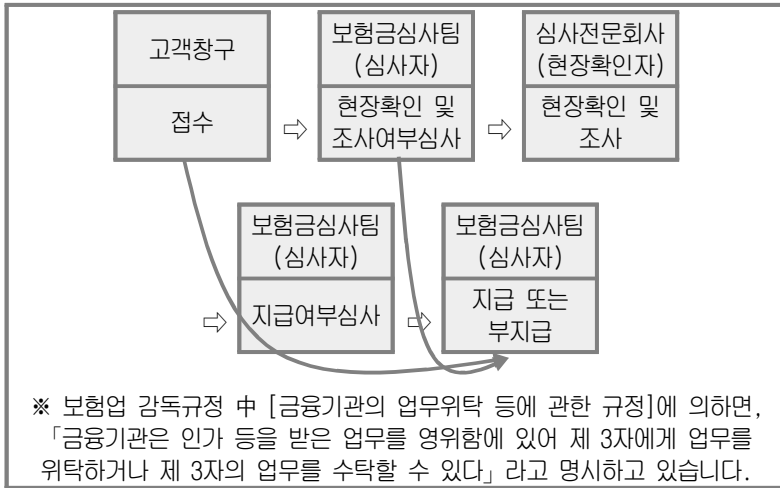 고객창구
접수
⇨
보험금심사팀
(심사자)
현장확인 및
조사여부심사
⇨
심사전문회사
(현장확인자)
현장확인 및
조사
⇨
보험금심사팀
(심사자)
지급여부심사
⇨
보험금심사팀
(심사자)
지급 또는
부지급
※ 보험업 감독규정 中 [금융기관의 업무위탁 등에 관한 규정]에 의하면,
「금융기관은 인가 등을 받은 업무를 영위함에 있어 제 3자에게 업무를
위탁하거나 제 3자의 업무를 수탁할 수 있다」 라고 명시하고 있습니다.